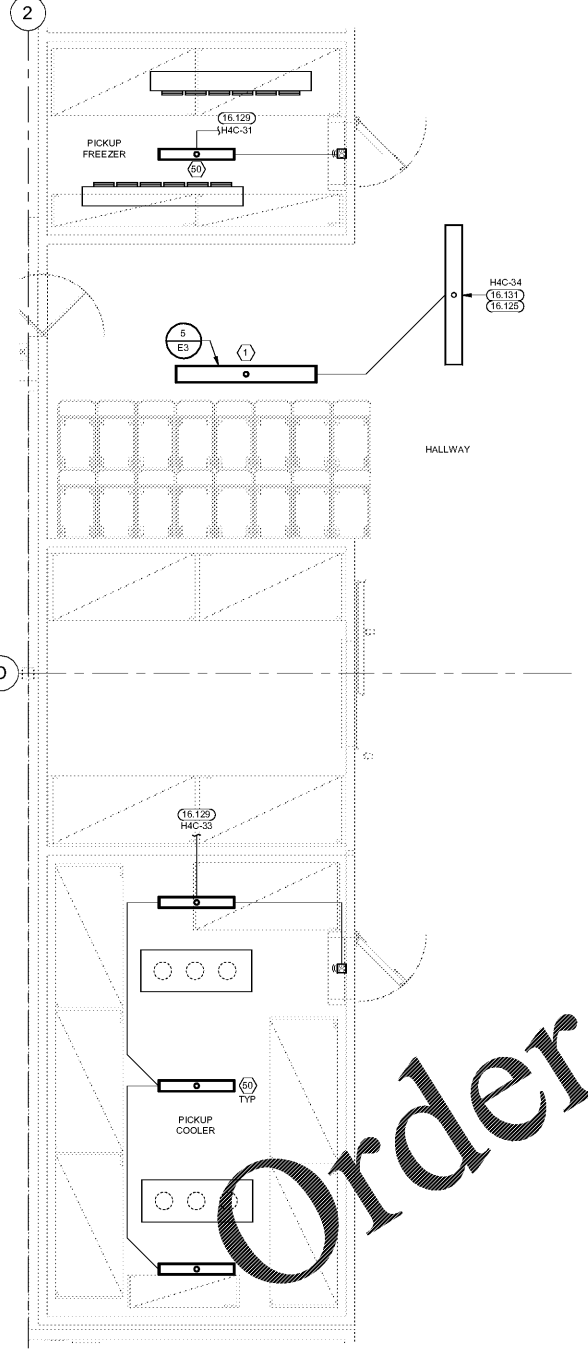 2
16.129
H4C-31
PICKUP
FREEZER
50
H4C-34
16.131
16.125
5
E3
1
HALLWAY
16.129
H4C-33
50
TYP
PICKUP
COOLER
Order